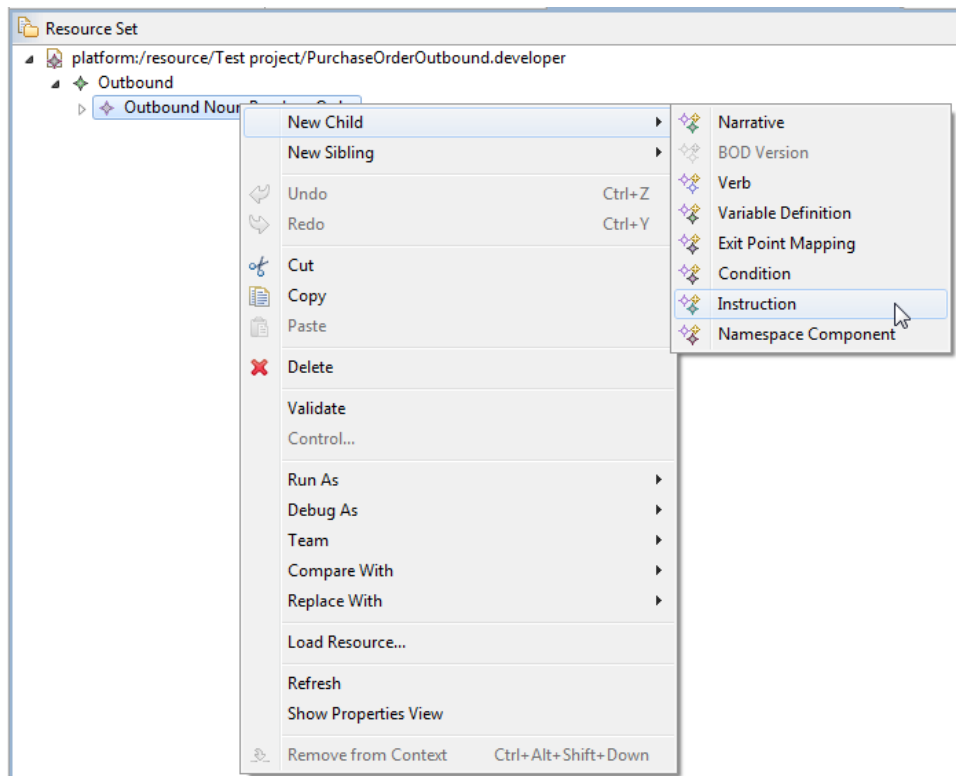 Resource Set
platform:/resource/Test project/PurchaseOrderOutbound.developer
Outbound
Outbound Noun
New Child
New Sibling
Undo Ctrl+Z
Redo Ctrl+Y
Cut
Copy
Paste
Delete
Validate
Control...
Run As
Debug As
Team
Compare With
Replace With
Load Resource...
Refresh
Show Properties View
Remove from Context Ctrl+Alt+Shift+Down
Narrative
BOD Version
Verb
Variable Definition
Exit Point Mapping
Condition
Instruction
Namespace Component